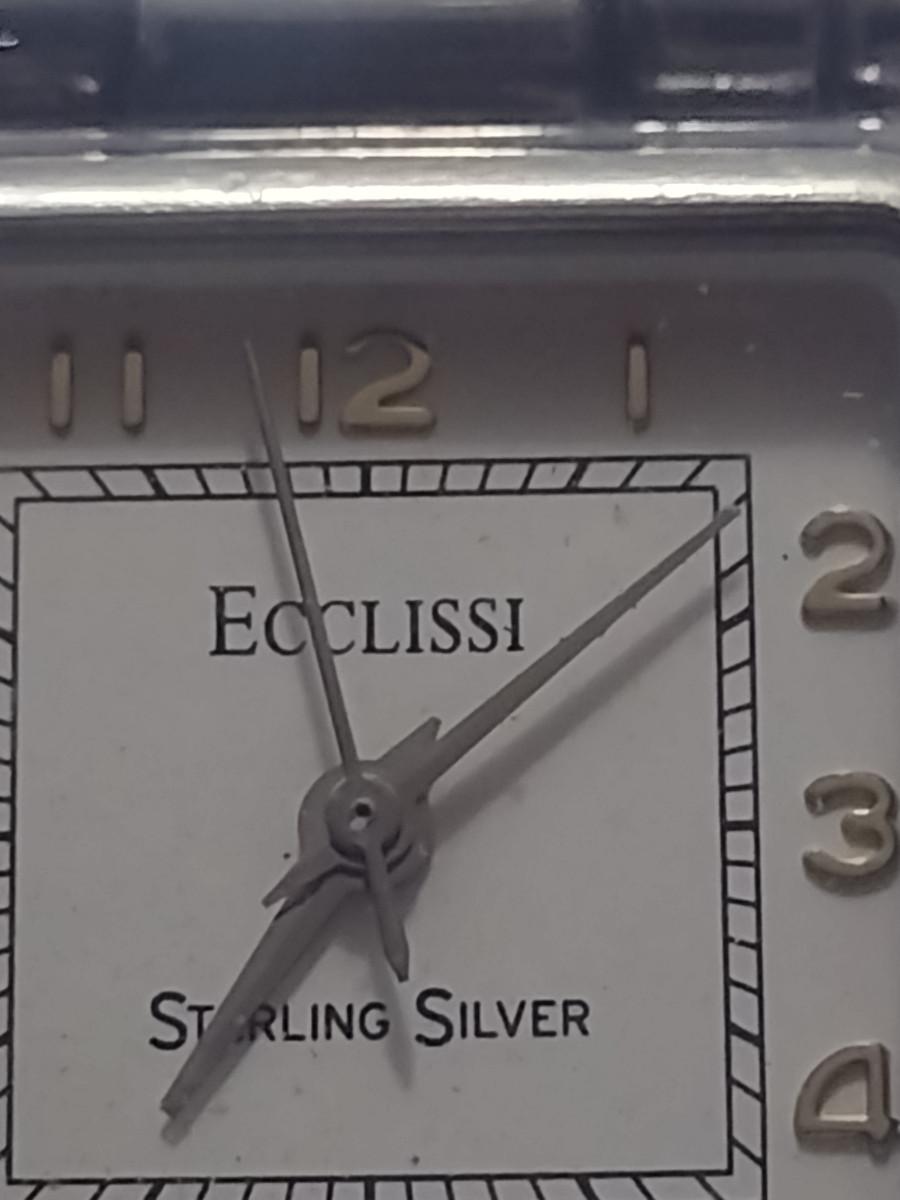 11 12 1
2
ECCLISSI
3
STERLING SILVER
4